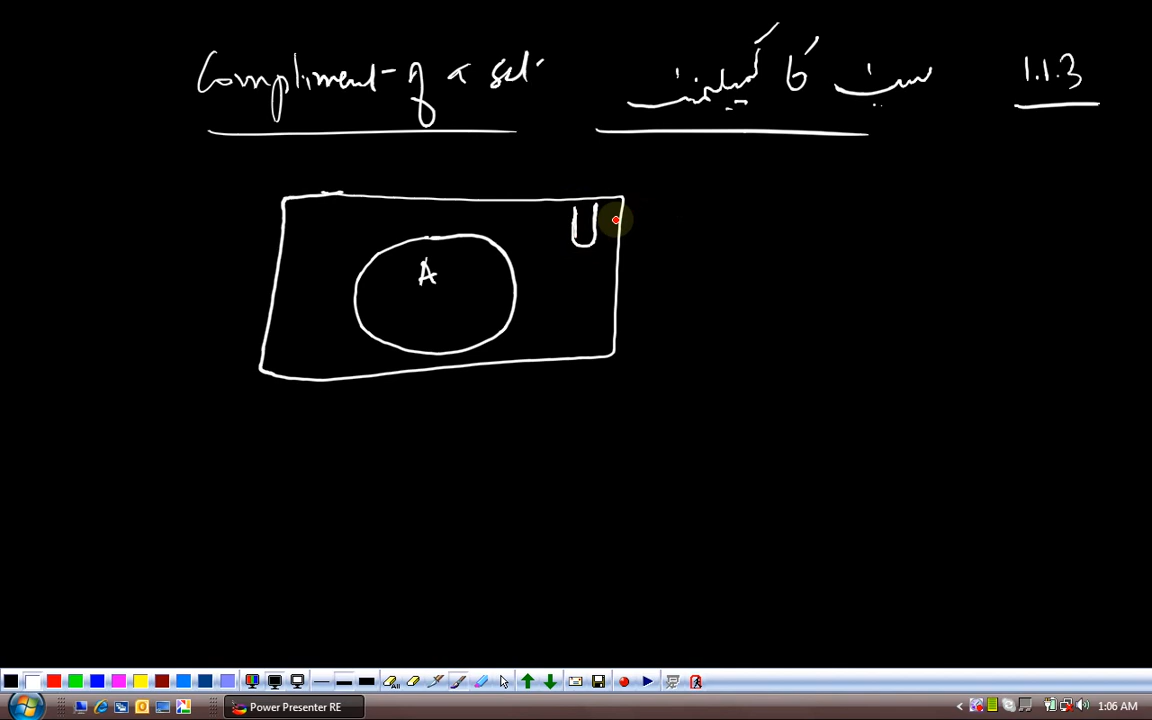 Compliment of a set سیٹ کا کمپلیمنٹ 1.1.3
U
A
Power Presenter RE
1:06 AM